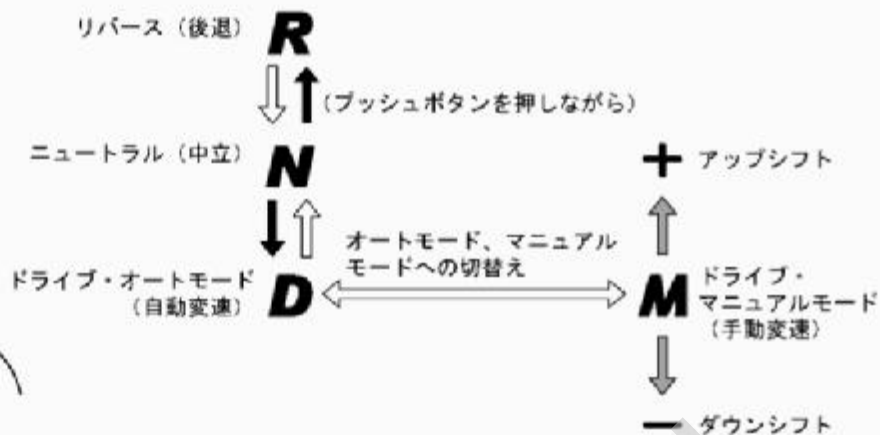 リバース（後退） R
（プッシュボタンを押しながら）
ニュートラル（中立） N
+ アップシフト
オートモード、マニュアル
モードへの切替え
ドライブ・オートモード
（自動変速） D
M ドライブ・
マニュアルモード
（手動変速）
− ダウンシフト